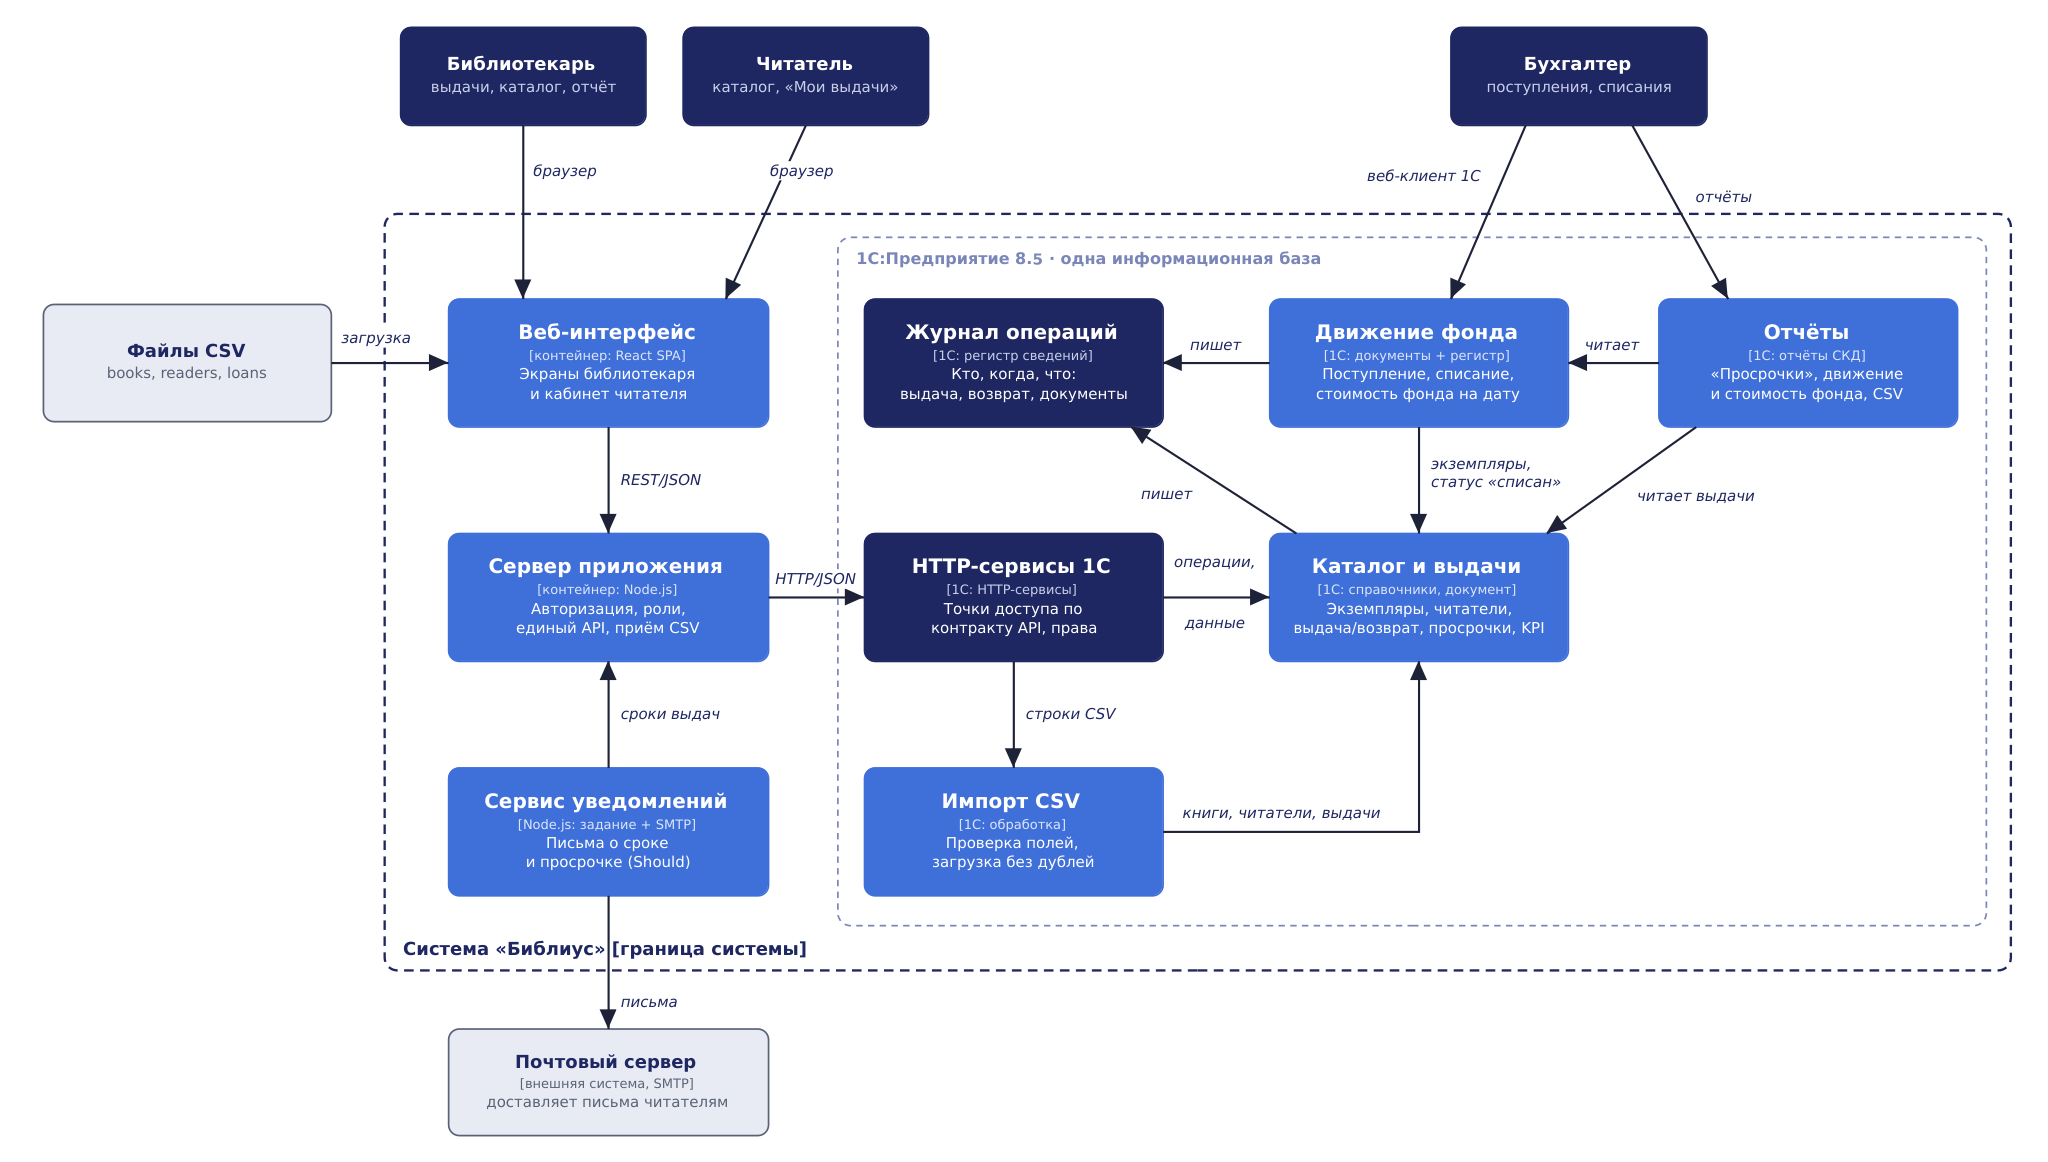 Библиотекарь
выдачи, каталог, отчёт
Читатель
каталог, «Мои выдачи»
Бухгалтер
поступления, списания
браузер
браузер
веб-клиент 1С
отчёты
1С:Предприятие 8.5 · одна информационная база
Файлы CSV
books, readers, loans
загрузка
Веб-интерфейс
[контейнер: React SPA]
Экраны библиотекаря
и кабинет читателя
Журнал операций
[1С: регистр сведений]
Кто, когда, что:
выдача, возврат, документы
пишет
Движение фонда
[1С: документы + регистр]
Поступление, списание,
стоимость фонда на дату
читает
Отчёты
[1С: отчёты СКД]
«Просрочки», движение
и стоимость фонда, CSV
REST/JSON
пишет
экземпляры,
статус «списан»
читает выдачи
Сервер приложения
[контейнер: Node.js]
Авторизация, роли,
единый API, приём CSV
HTTP/JSON
HTTP-сервисы 1С
[1С: HTTP-сервисы]
Точки доступа по
контракту API, права
операции,
данные
Каталог и выдачи
[1С: справочники, документ]
Экземпляры, читатели,
выдача/возврат, просрочки, KPI
сроки выдач
строки CSV
Сервис уведомлений
[Node.js: задание + SMTP]
Письма о сроке
и просрочке (Should)
Импорт CSV
[1С: обработка]
Проверка полей,
загрузка без дублей
книги, читатели, выдачи
Система «Библиус» [граница системы]
письма
Почтовый сервер
[внешняя система, SMTP]
доставляет письма читателям